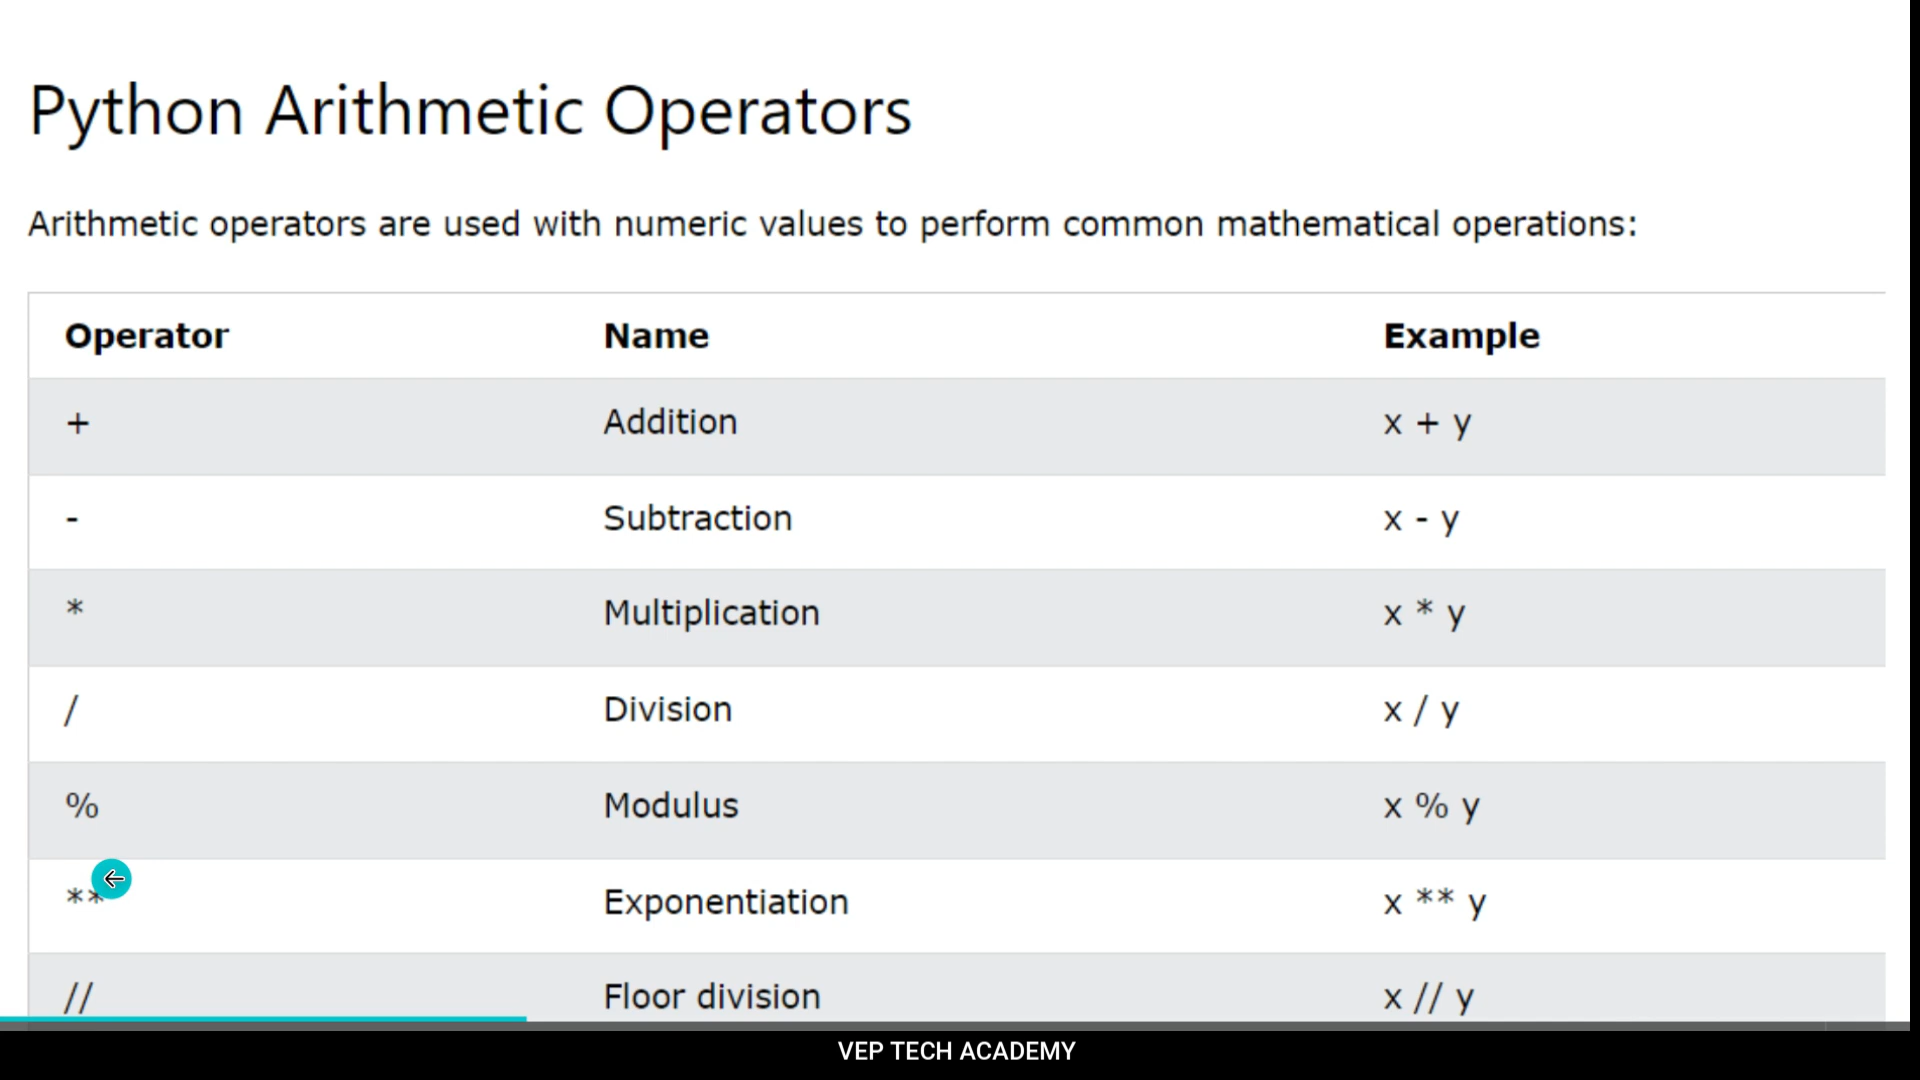 Python Arithmetic Operators
Arithmetic operators are used with numeric values to perform common mathematical operations:
Operator Name Example
+ Addition x + y
- Subtraction x - y
* Multiplication x * y
/ Division x / y
% Modulus x % y
** Exponentiation x ** y
// Floor division x // y
VEP TECH ACADEMY